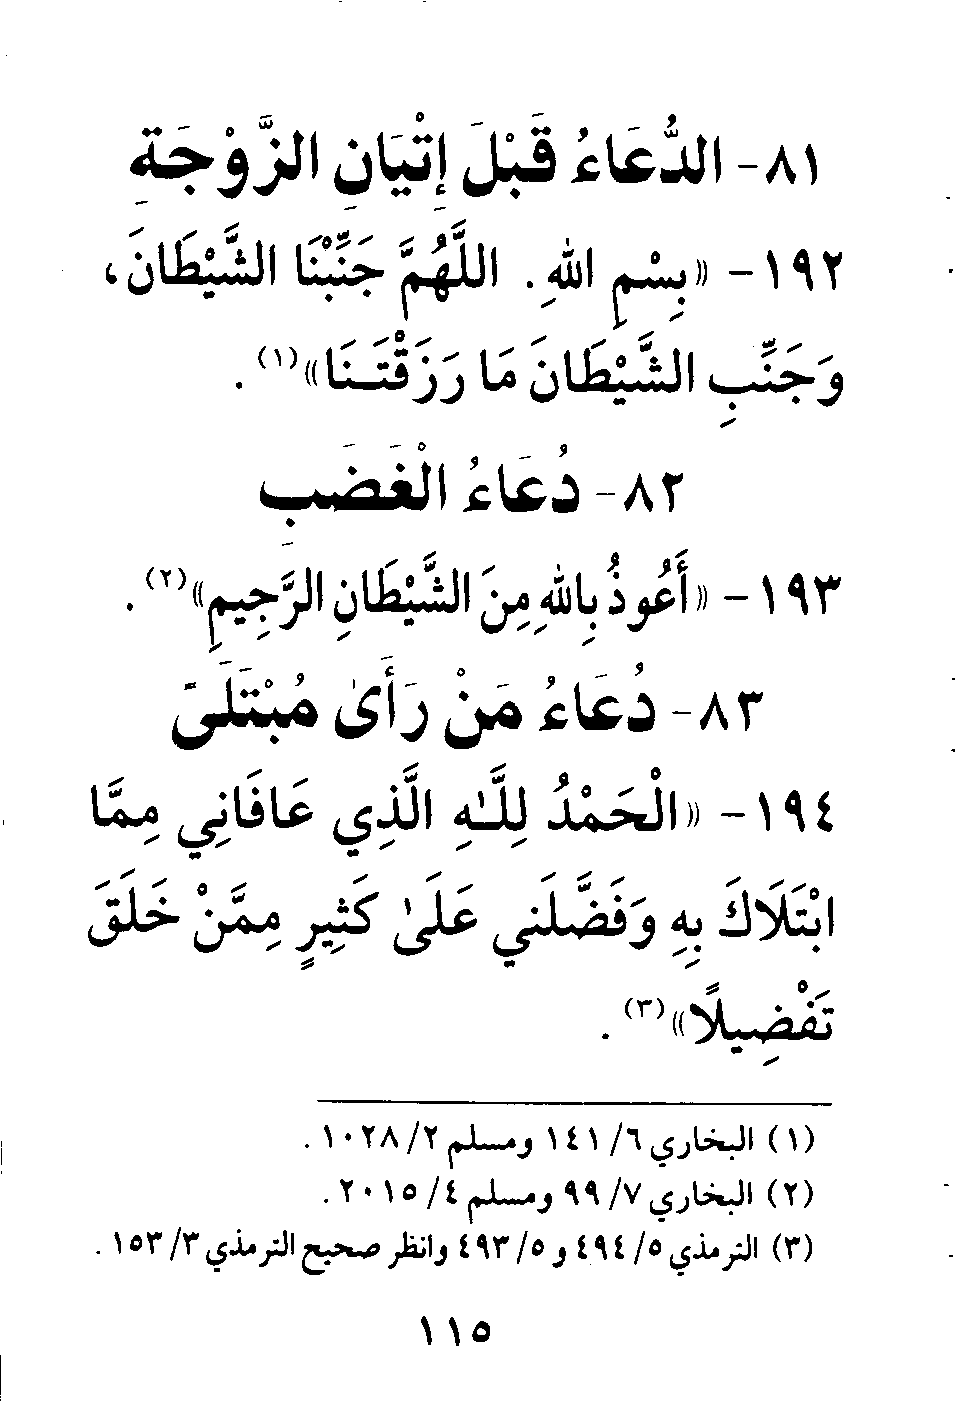 ٨١- الدُّعَاءُ قَبْلَ إِتْيَانِ الزَّوْجَةِ
١٩٢- «بِسْمِ اللهِ. اللَّهُمَّ جَنِّبْنَا الشَّيْطَانَ،
وَجَنِّبِ الشَّيْطَانَ مَا رَزَقْتَـنَا»(١).
٨٢- دُعَاءُ الْغَضَبِ
١٩٣- «أَعُوذُ بِاللهِ مِنَ الشَّيْطَانِ الرَّجِيمِ»(٢).
٨٣- دُعَاءُ مَنْ رَأَىٰ مُبْتَلَىً
١٩٤- «الْحَمْدُ لِلَّـهِ الَّذِي عَافَانِي مِمَّا
ابْتَلَاكَ بِهِ وَفَضَّلَنِي عَلَىٰ كَثِيرٍ مِمَّنْ خَلَقَ
تَفْضِيلًا»(٣).
(١) البخاري ٦/ ١٤١ ومسلم ٢/ ١٠٢٨.
(٢) البخاري ٧/ ٩٩ ومسلم ٤/ ٢٠١٥.
(٣) الترمذي ٥/ ٤٩٤ و ٥/ ٤٩٣ وانظر صحيح الترمذي ٣/ ١٥٣.
١١٥